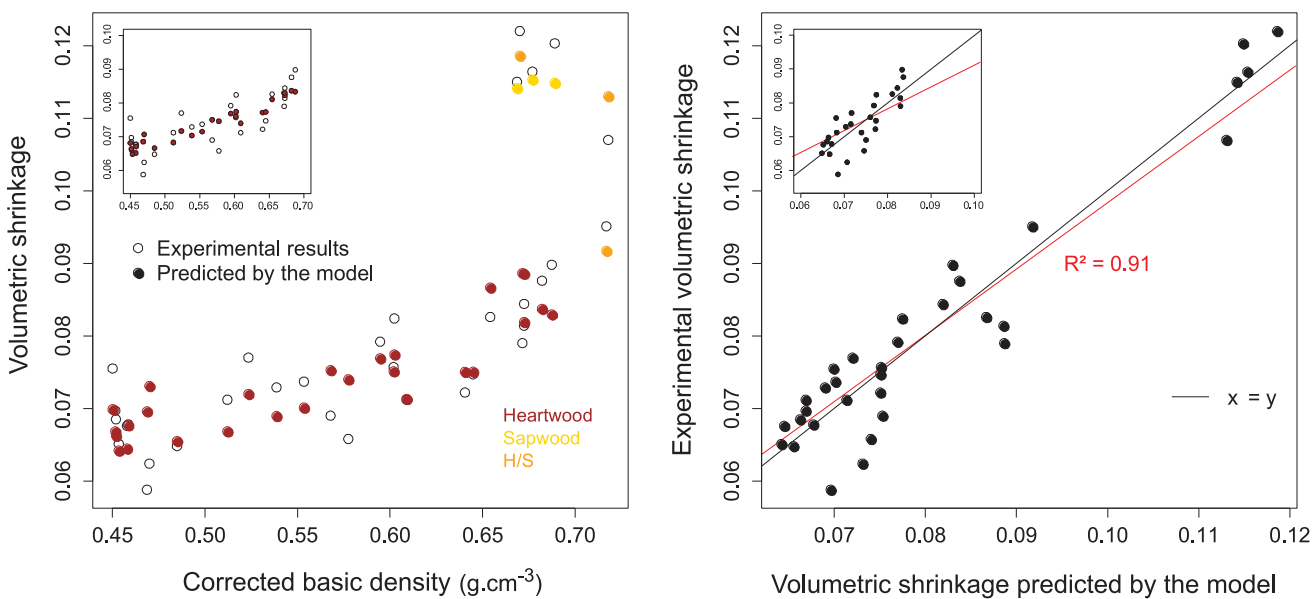 Volumetric shrinkage
0.06 0.07 0.08 0.09 0.10 0.11 0.12
0.06 0.07 0.08 0.09 0.10
0.45 0.50 0.55 0.60 0.65 0.70
Experimental results
Predicted by the model
Heartwood
Sapwood
H/S
0.45 0.50 0.55 0.60 0.65 0.70
Corrected basic density (g.cm⁻³)
Experimental volumetric shrinkage
0.06 0.07 0.08 0.09 0.10 0.11 0.12
0.06 0.07 0.08 0.09 0.10
0.06 0.07 0.08 0.09 0.10
R² = 0.91
x = y
0.07 0.08 0.09 0.10 0.11 0.12
Volumetric shrinkage predicted by the model